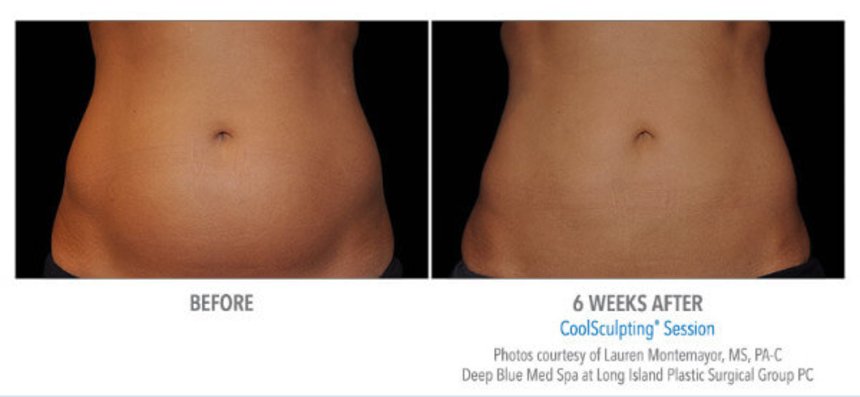 BEFORE
6 WEEKS AFTER
CoolSculpting® Session
Photos courtesy of Lauren Montemayor, MS, PA-C
Deep Blue Med Spa at Long Island Plastic Surgical Group PC